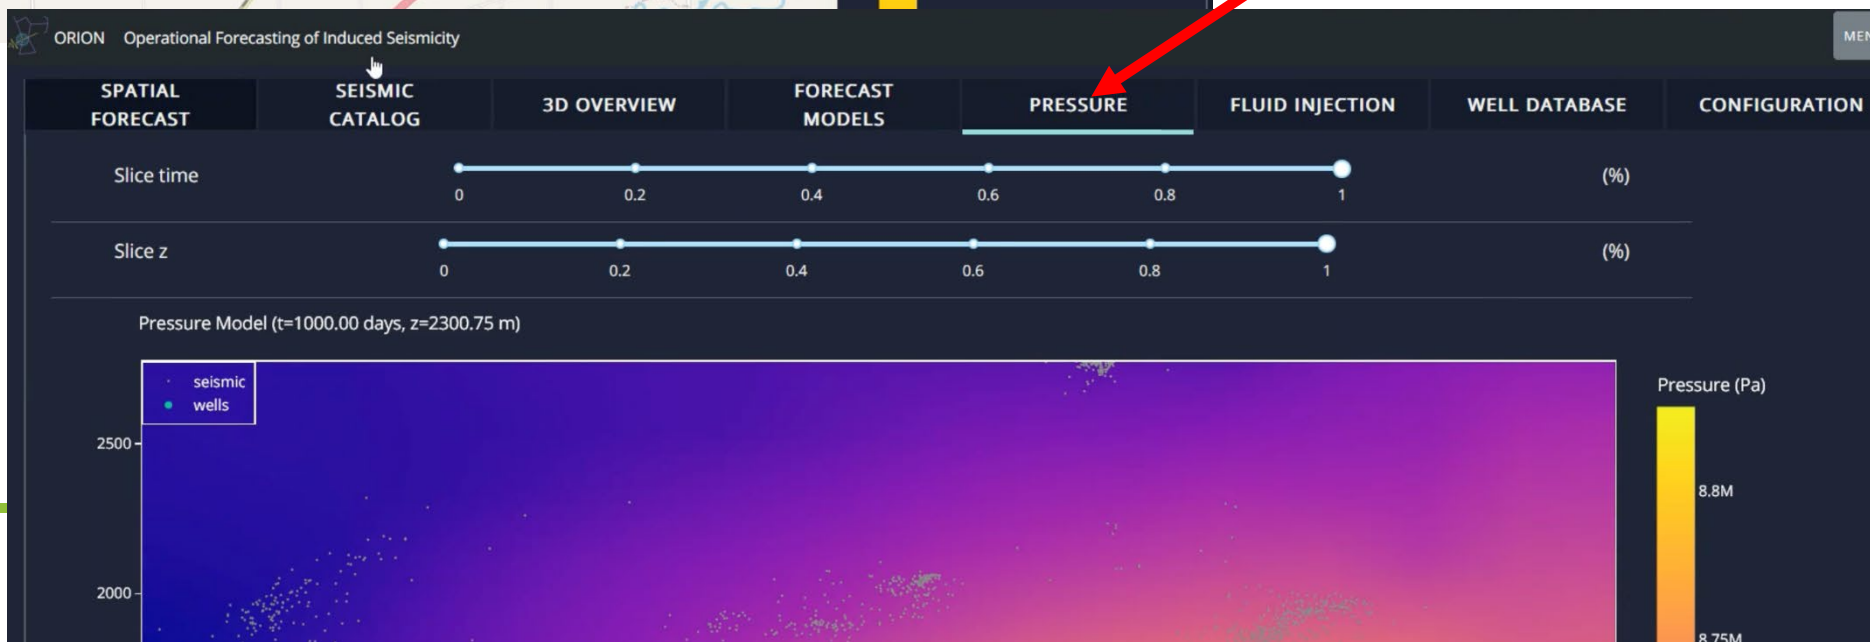 ORION Operational Forecasting of Induced Seismicity
MEN
SPATIAL FORECAST
SEISMIC CATALOG
3D OVERVIEW
FORECAST MODELS
PRESSURE
FLUID INJECTION
WELL DATABASE
CONFIGURATION
Slice time
0 0.2 0.4 0.6 0.8 1
(%)
Slice z
0 0.2 0.4 0.6 0.8 1
(%)
Pressure Model (t=1000.00 days, z=2300.75 m)
seismic
wells
Pressure (Pa)
2500
8.8M
2000
8.75M